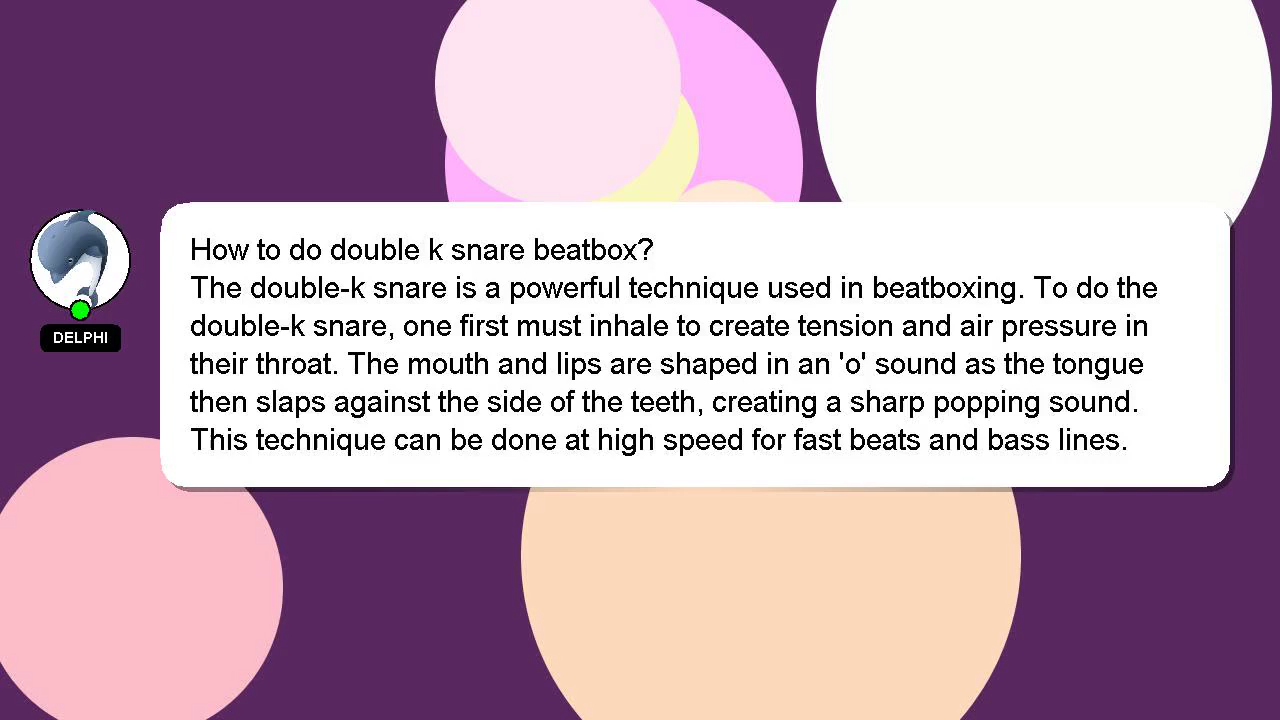 How to do double k snare beatbox?
The double-k snare is a powerful technique used in beatboxing. To do the
double-k snare, one first must inhale to create tension and air pressure in
their throat. The mouth and lips are shaped in an 'o' sound as the tongue
then slaps against the side of the teeth, creating a sharp popping sound.
This technique can be done at high speed for fast beats and bass lines.
DELPHI